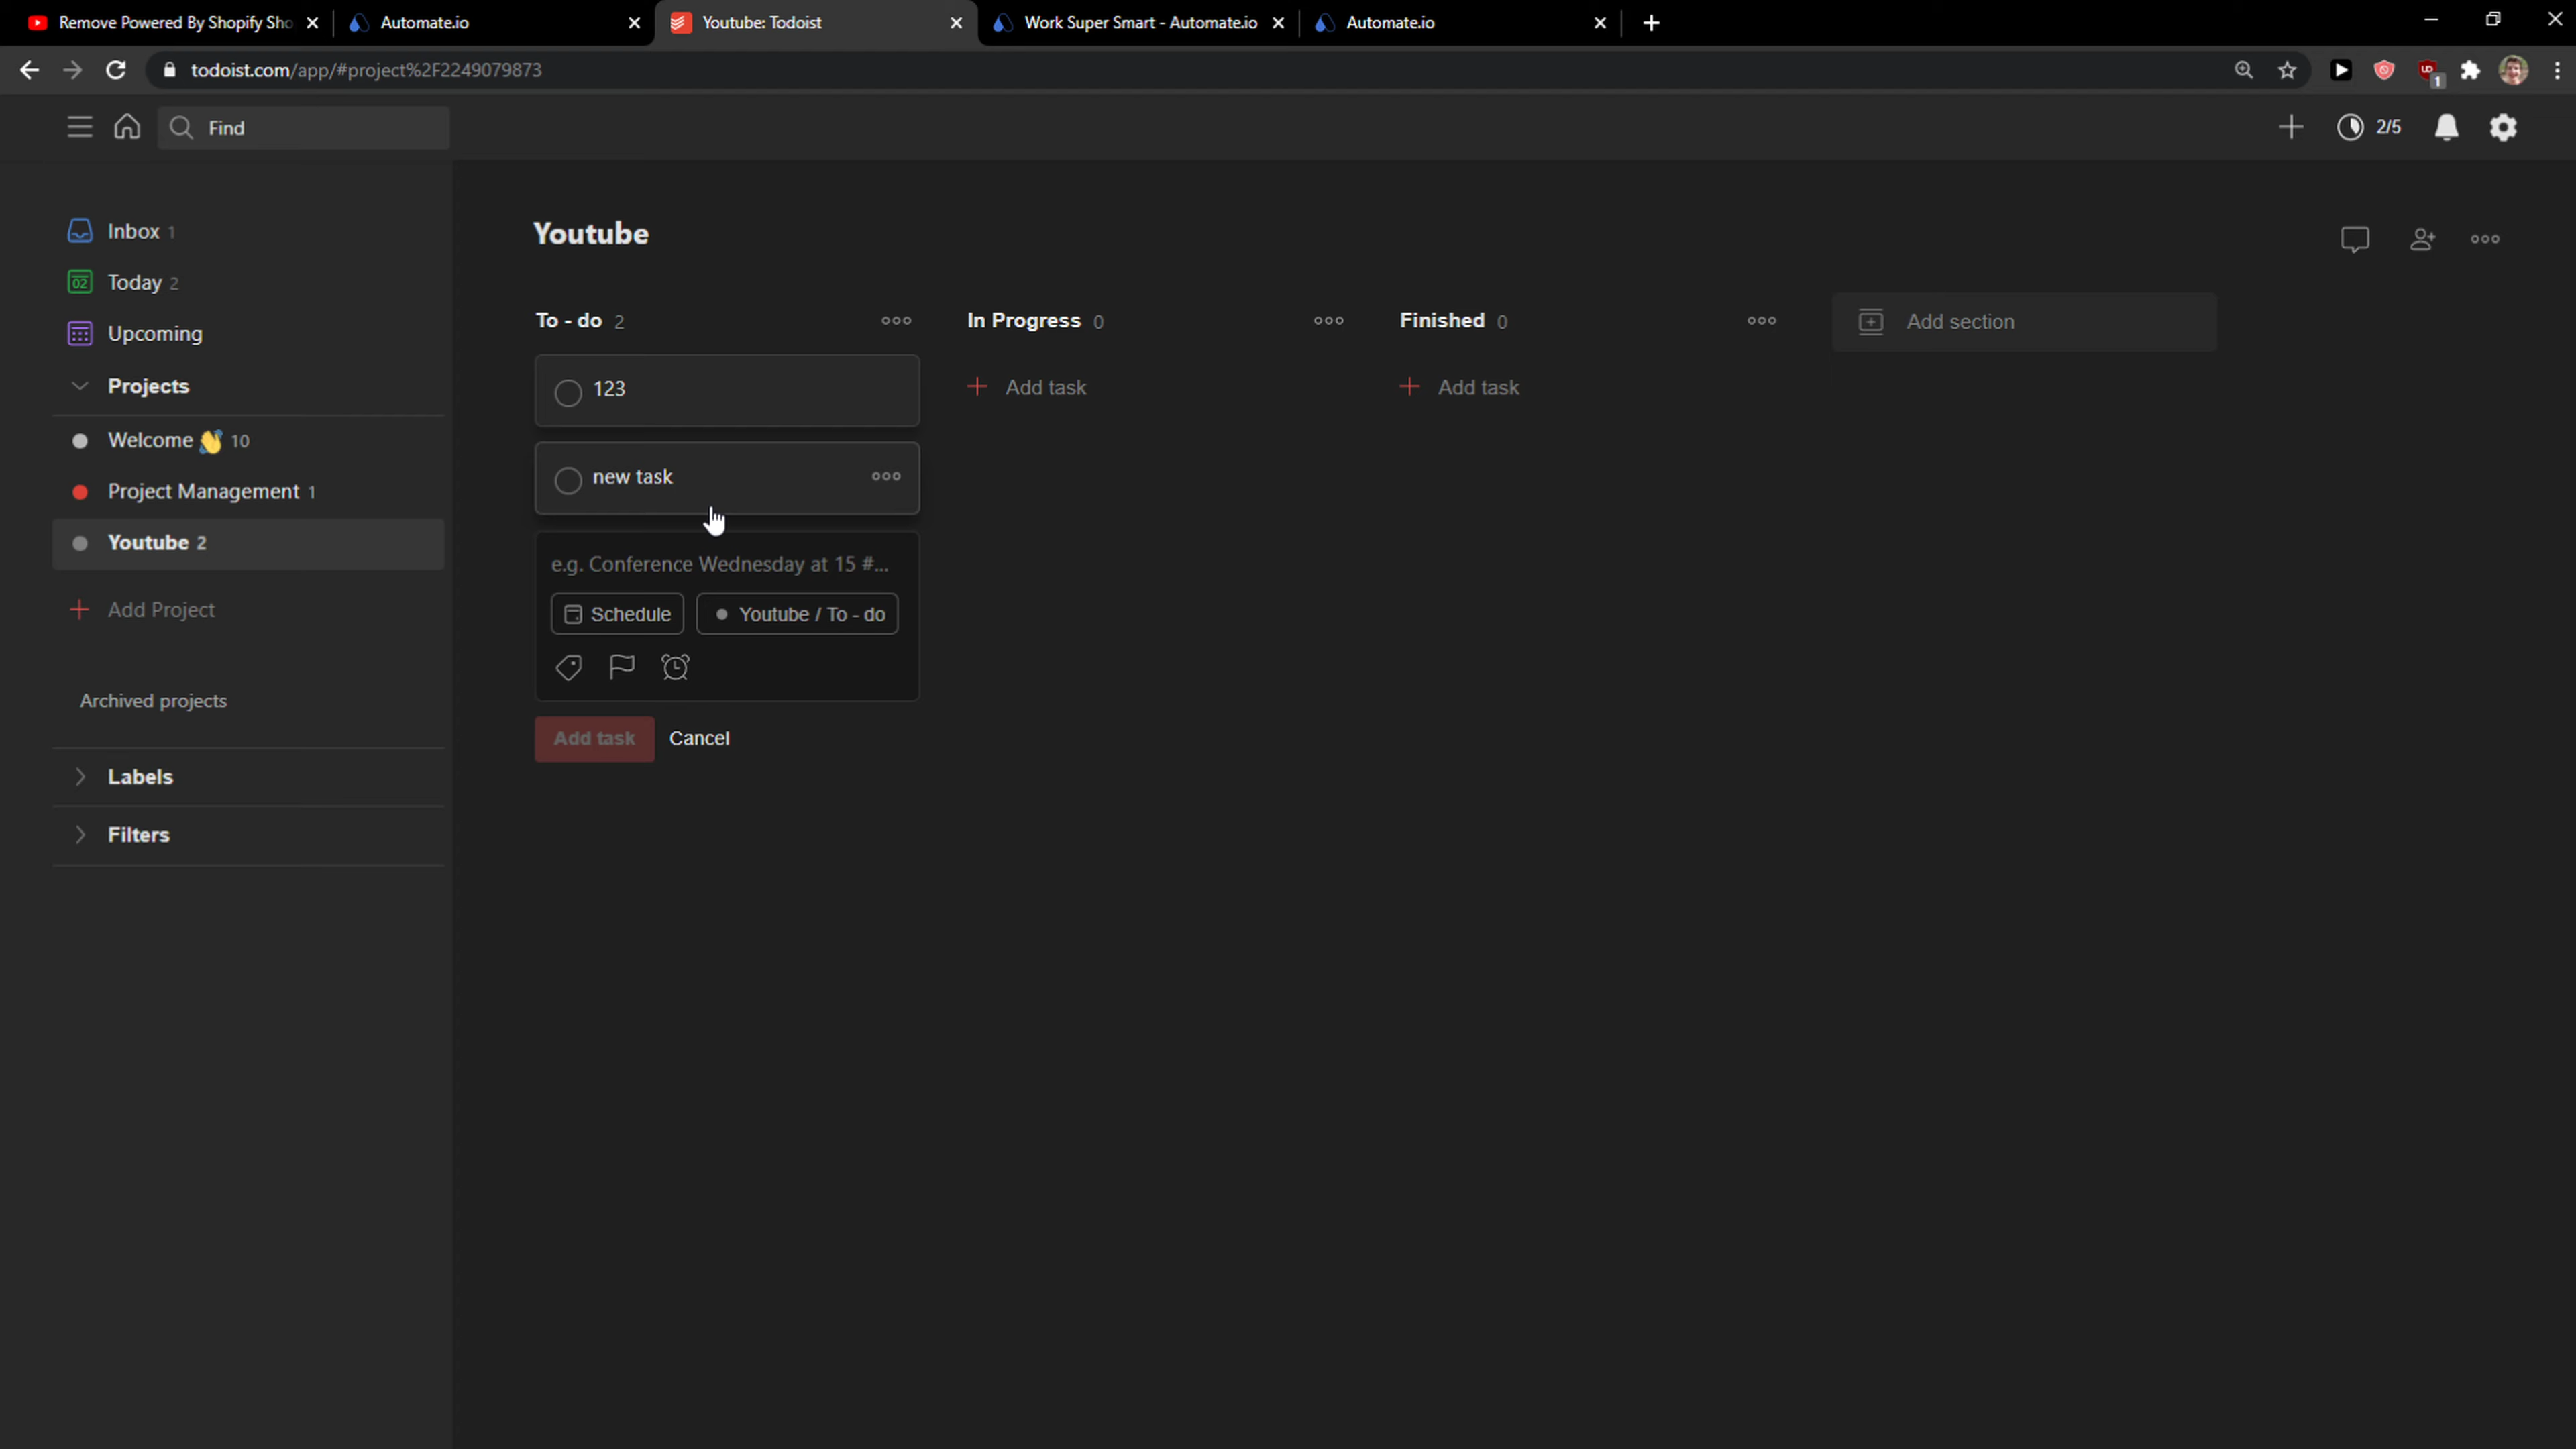 Remove Powered By Shopify Sho
Automate.io
Youtube: Todoist
Work Super Smart - Automate.io
Automate.io
todoist.com/app/#project%2F2249079873
UD
1
Find
2/5
Inbox 1
02
Today 2
Upcoming
Projects
Welcome 👋 10
Project Management 1
Youtube 2
Add Project
Archived projects
Labels
Filters
Youtube
To - do 2
123
new task
e.g. Conference Wednesday at 15 #...
Schedule
Youtube / To - do
Add task
Cancel
In Progress 0
Add task
Finished 0
Add task
Add section